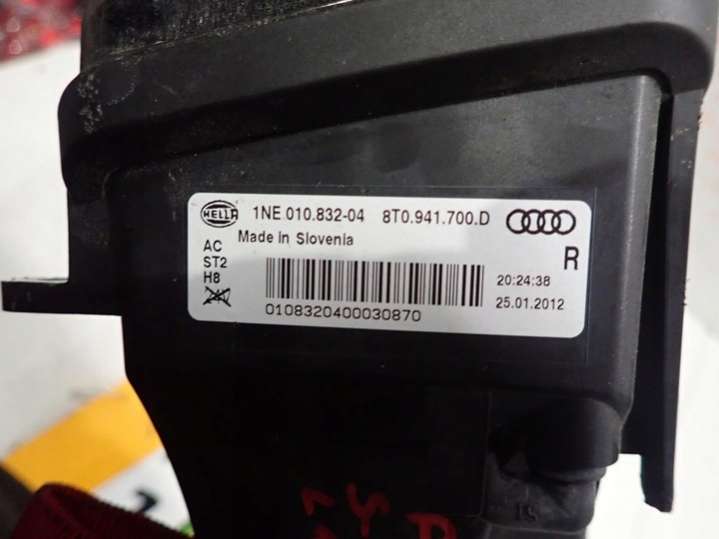 HELLA 1NE 010.832-04 8T0.941.700.D
Made in Slovenia
AC
ST2
H8
R
20:24:38
25.01.2012
0108320400030870